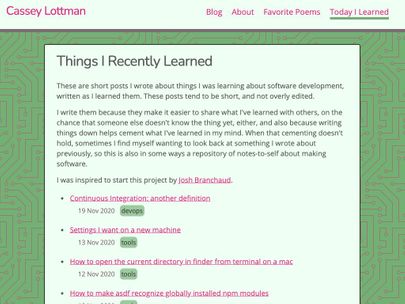 Cassey Lottman
Blog About Favorite Poems Today I Learned
Things I Recently Learned
These are short posts I wrote about things I was learning about software development,
written as I learned them. These posts tend to be short, and not overly edited.
I write them because they make it easier to share what I've learned with others, on the
chance that someone else doesn't know the thing yet, either, and also because writing
things down helps cement what I've learned in my mind. When that cementing doesn't
hold, sometimes I find myself wanting to look back at something I wrote about
previously, so this is also in some ways a repository of notes-to-self about making
software.
I was inspired to start this project by Josh Branchaud.
Continuous Integration: another definition
19 Nov 2020 devops
Settings I want on a new machine
13 Nov 2020 tools
How to open the current directory in finder from terminal on a mac
12 Nov 2020 tools
How to make asdf recognize globally installed npm modules